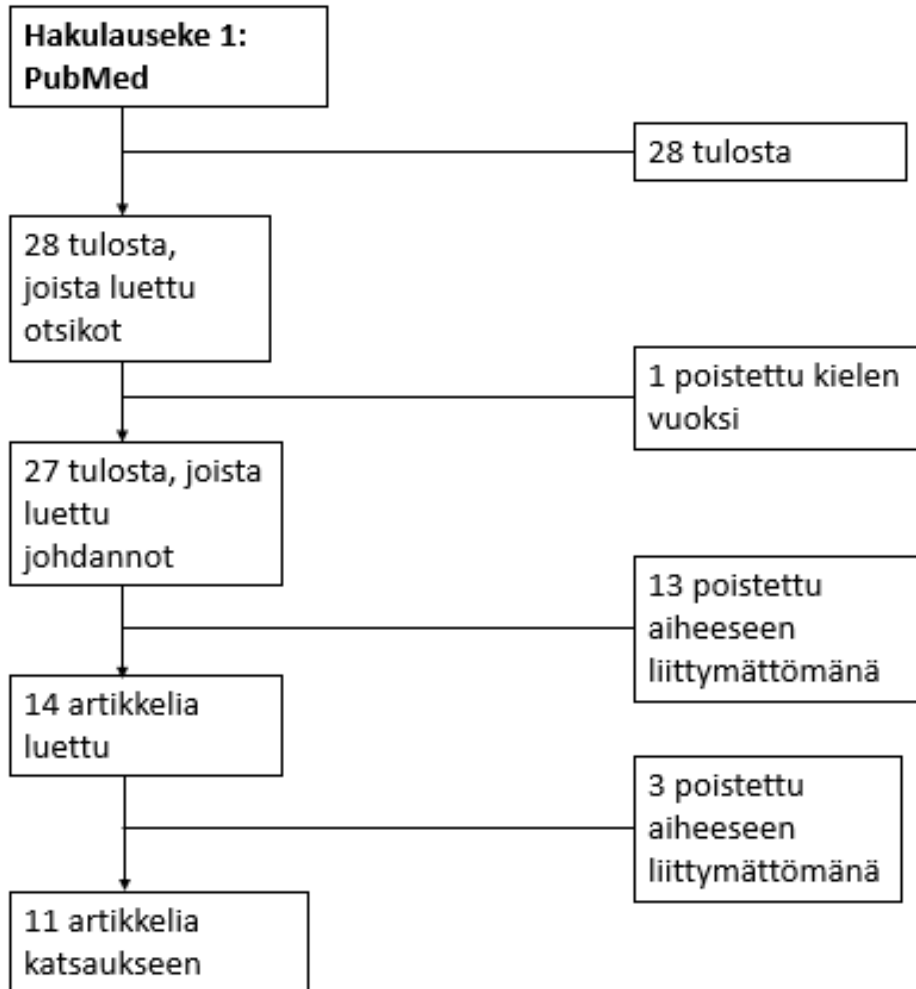 Hakulauseke 1:
PubMed
28 tulosta
28 tulosta,
joista luettu
otsikot
1 poistettu kielen
vuoksi
27 tulosta, joista
luettu
johdannot
13 poistettu
aiheeseen
liittymättömänä
14 artikkelia
luettu
3 poistettu
aiheeseen
liittymättömänä
11 artikkelia
katsaukseen